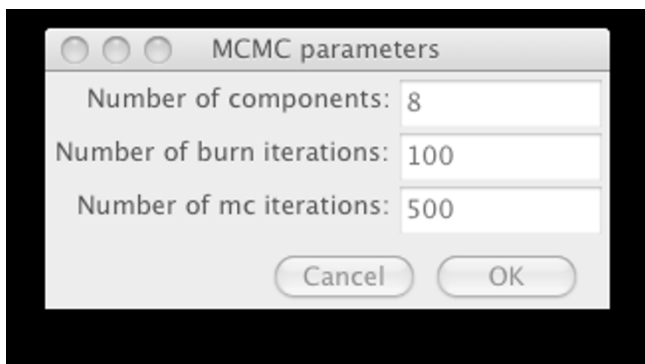 MCMC parameters
Number of components: 8
Number of burn iterations: 100
Number of mc iterations: 500
Cancel OK